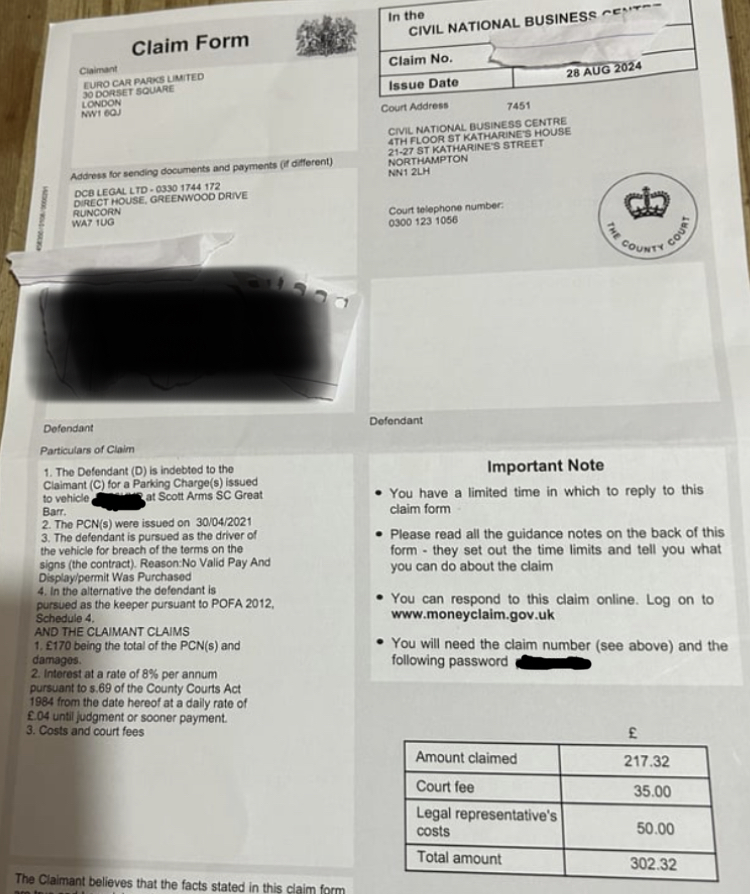 Claim Form
In the
CIVIL NATIONAL BUSINESS CENTRE
Claim No.
Issue Date
28 AUG 2024
Claimant
EURO CAR PARKS LIMITED
30 DORSET SQUARE
LONDON
NW1 6QJ
Court Address
7451
CIVIL NATIONAL BUSINESS CENTRE
4TH FLOOR ST KATHARINE'S HOUSE
21-27 ST KATHARINE'S STREET
NORTHAMPTON
NN1 2LH
Address for sending documents and payments (if different)
DCB LEGAL LTD - 0330 1744 172
DIRECT HOUSE, GREENWOOD DRIVE
RUNCORN
WA7 1UG
Court telephone number:
0300 123 1056
THE COUNTY COURT
Defendant
Defendant
Particulars of Claim
1. The Defendant (D) is indebted to the
Claimant (C) for a Parking Charge(s) issued
to vehicle at Scott Arms SC Great
Barr.
2. The PCN(s) were issued on 30/04/2021
3. The defendant is pursued as the driver of
the vehicle for breach of the terms on the
signs (the contract). Reason:No Valid Pay And
Display/permit Was Purchased
4. In the alternative the defendant is
pursued as the keeper pursuant to POFA 2012,
Schedule 4.
AND THE CLAIMANT CLAIMS
1. £170 being the total of the PCN(s) and
damages.
2. Interest at a rate of 8% per annum
pursuant to s.69 of the County Courts Act
1984 from the date hereof at a daily rate of
£.04 until judgment or sooner payment.
3. Costs and court fees
Important Note
• You have a limited time in which to reply to this
claim form
• Please read all the guidance notes on the back of this
form - they set out the time limits and tell you what
you can do about the claim
• You can respond to this claim online. Log on to
www.moneyclaim.gov.uk
• You will need the claim number (see above) and the
following password
£
Amount claimed 217.32
Court fee 35.00
Legal representative's
costs 50.00
Total amount 302.32
The Claimant believes that the facts stated in this claim form